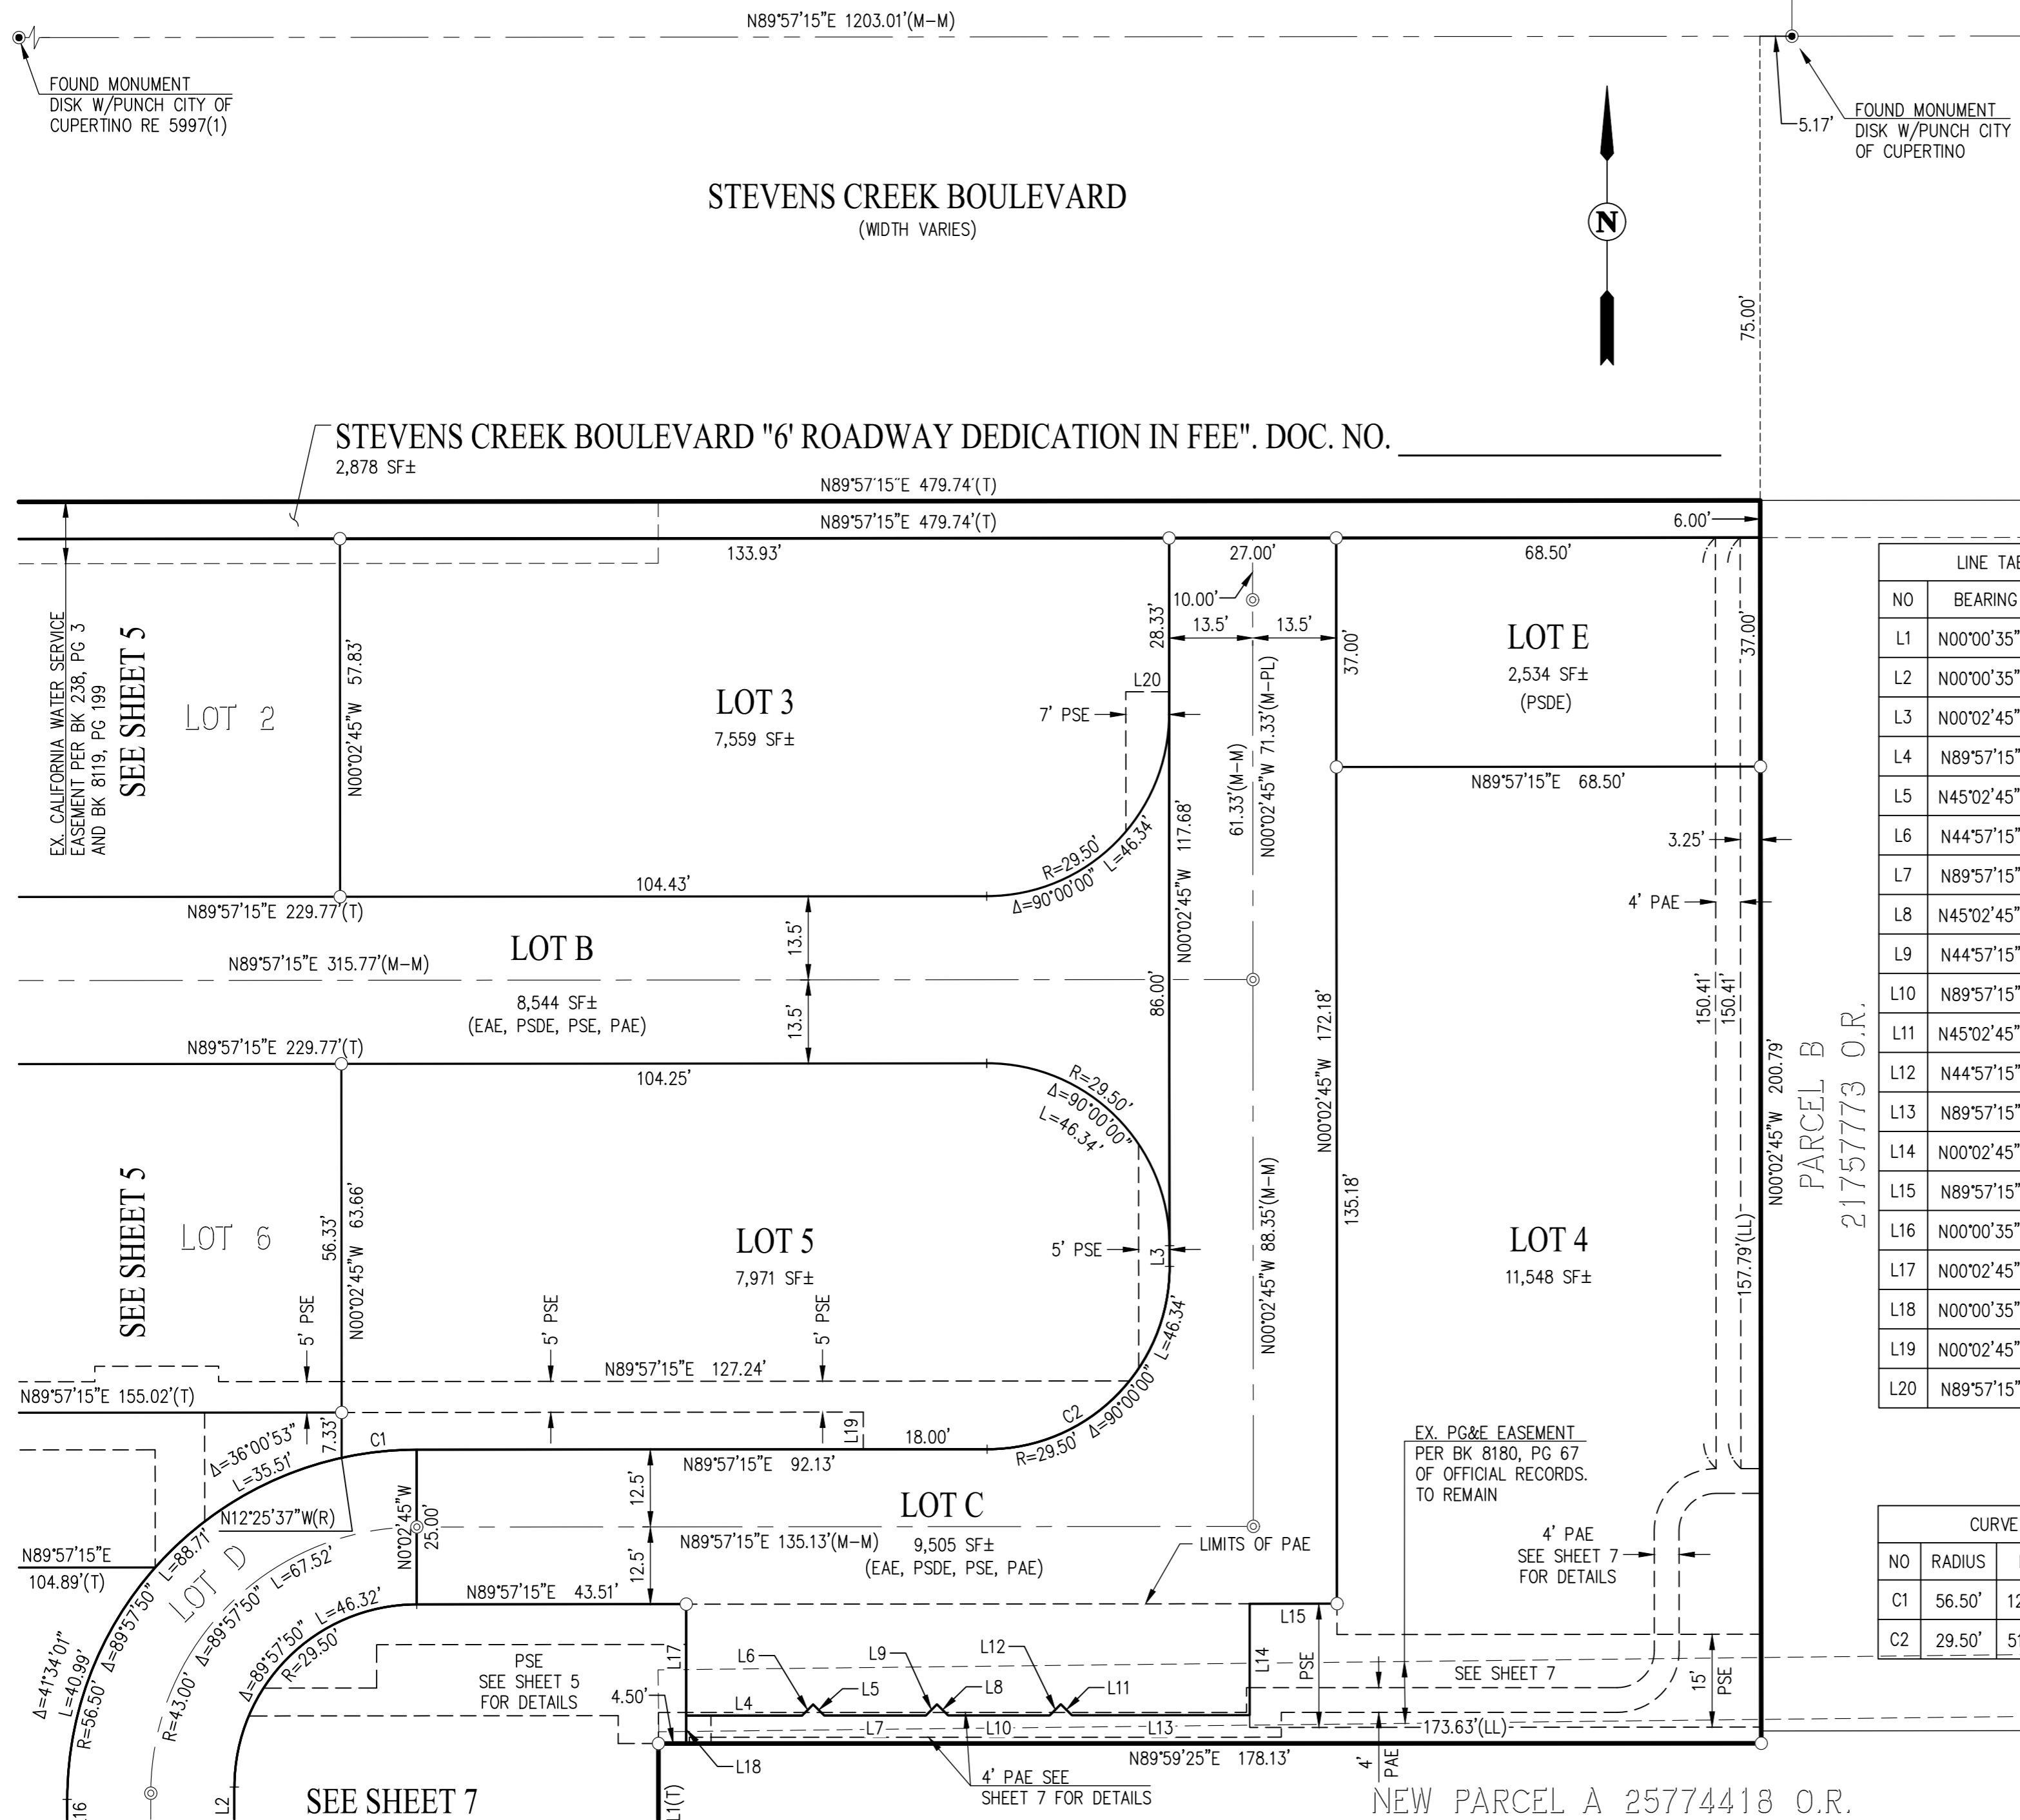 N89°57'15"E 1203.01'(M-M)
FOUND MONUMENT
DISK W/PUNCH CITY OF
CUPERTINO RE 5997(1)
5.17'
FOUND MONUMENT
DISK W/PUNCH CITY
OF CUPERTINO
STEVENS CREEK BOULEVARD
(WIDTH VARIES)
N
75.00'
STEVENS CREEK BOULEVARD "6' ROADWAY DEDICATION IN FEE". DOC. NO.
2,878 SF±
N89°57'15"E 479.74'(T)
N89°57'15"E 479.74'(T)
6.00'
133.93'
27.00'
68.50'
EX. CALIFORNIA WATER SERVICE
EASEMENT PER BK 238, PG 3
AND BK 8119, PG 199
SEE SHEET 5
LOT 2
N00°02'45"W 57.83'
LOT 3
7,559 SF±
28.33'
10.00'
13.5'
13.5'
L20
7' PSE
37.00'
LOT E
2,534 SF±
(PSDE)
37.00'
61.33'(M-M)
N00°02'45"W 71.33'(M-PL)
N89°57'15"E 68.50'
R=29.50'
L=46.34'
Δ=90°00'00"
3.25'
4' PAE
104.43'
N89°57'15"E 229.77'(T)
13.5'
LOT B
N89°57'15"E 315.77'(M-M)
8,544 SF±
(EAE, PSDE, PSE, PAE)
13.5'
N00°02'45"W 117.68'
86.00'
N00°02'45"W 172.18'
150.41'
150.41'
N00°02'45"W 200.79'
PARCEL B
21757773 O.R.
N89°57'15"E 229.77'(T)
104.25'
R=29.50'
Δ=90°00'00"
L=46.34'
SEE SHEET 5
LOT 6
56.33'
N00°02'45"W 63.66'
LOT 5
7,971 SF±
5' PSE
L3
N00°02'45"W 88.35'(M-M)
135.18'
LOT 4
11,548 SF±
157.79'(LL)
5' PSE
5' PSE
5' PSE
N89°57'15"E 127.24'
L=46.34'
Δ=90°00'00"
C2
R=29.50'
N89°57'15"E 155.02'(T)
7.33'
Δ=36°00'53"
L=35.51'
C1
L19
18.00'
N89°57'15"E 92.13'
N12°25'37"W(R)
N0°02'45"W
25.00'
12.5'
12.5'
LOT C
N89°57'15"E 135.13'(M-M)
9,505 SF±
(EAE, PSDE, PSE, PAE)
LIMITS OF PAE
EX. PG&E EASEMENT
PER BK 8180, PG 67
OF OFFICIAL RECORDS.
TO REMAIN
4' PAE
SEE SHEET 7
FOR DETAILS
N89°57'15"E
104.89'(T)
LOT D
L=88.71'
Δ=89°57'50"
R=56.50'
Δ=41°34'01"
L=40.99'
L=67.52'
Δ=89°57'50"
R=43.00'
L=46.32'
R=29.50'
Δ=89°57'50"
N89°57'15"E 43.51'
PSE
SEE SHEET 5
FOR DETAILS
L17
4.50'
L6
L5
L4
L9
L8
L12
L11
L7
L10
L13
L14
L15
PSE
SEE SHEET 7
15'
PSE
173.63'(LL)
N89°59'25"E 178.13'
4'
PAE
L18
4' PAE SEE
SHEET 7 FOR DETAILS
SEE SHEET 7
L2
L1(T)
NEW PARCEL A 25774418 O.R.
LINE
NO BEARING
L1 N00°00'35"
L2 N00°00'35"
L3 N00°02'45"
L4 N89°57'15"
L5 N45°02'45"
L6 N44°57'15"
L7 N89°57'15"
L8 N45°02'45"
L9 N44°57'15"
L10 N89°57'15"
L11 N45°02'45"
L12 N44°57'15"
L13 N89°57'15"
L14 N00°02'45"
L15 N89°57'15"
L16 N00°00'35"
L17 N00°02'45"
L18 N00°00'35"
L19 N00°02'45"
L20 N89°57'15"
CURVE
NO RADIUS
C1 56.50' 12
C2 29.50' 51